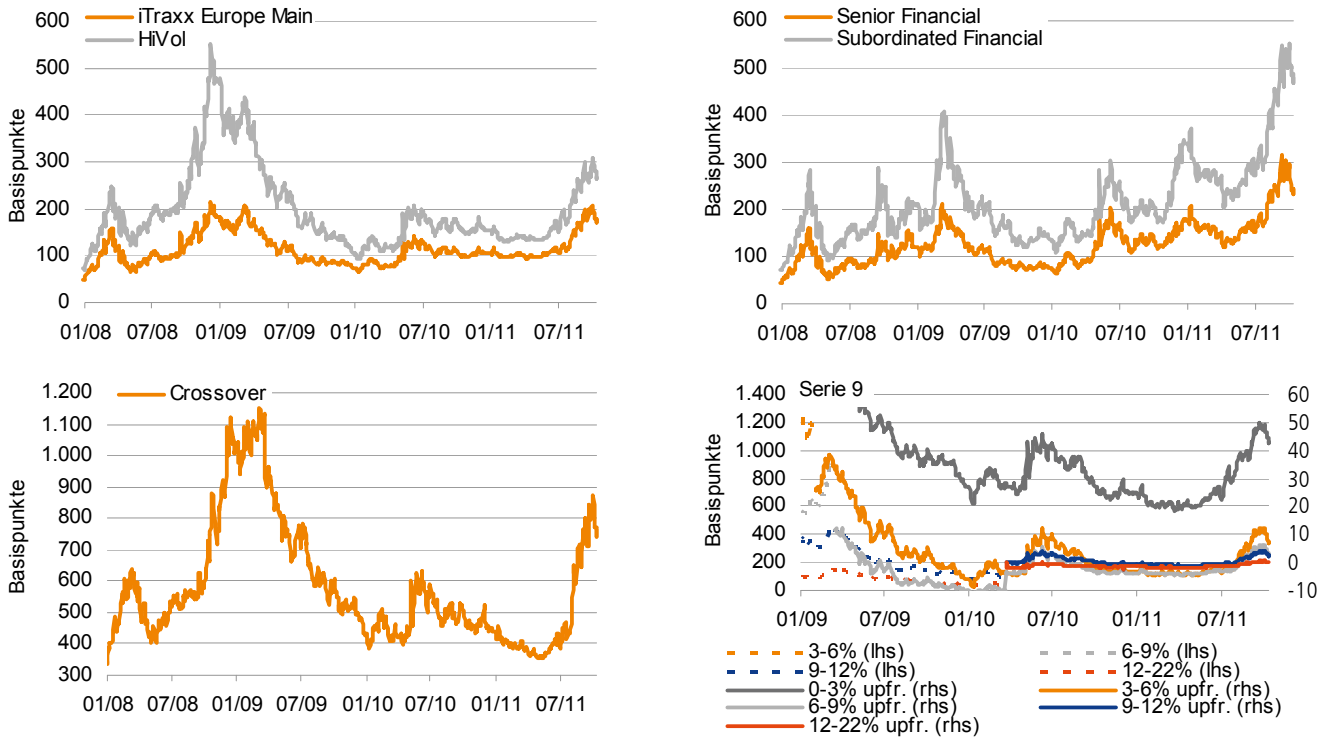 iTraxx Europe Main
HiVol
Basispunkte
600
500
400
300
200
100
0
01/08 07/08 01/09 07/09 01/10 07/10 01/11 07/11
Senior Financial
Subordinated Financial
Basispunkte
600
500
400
300
200
100
0
01/08 07/08 01/09 07/09 01/10 07/10 01/11 07/11
Crossover
Basispunkte
1.200
1.100
1.000
900
800
700
600
500
400
300
01/08 07/08 01/09 07/09 01/10 07/10 01/11 07/11
Serie 9
Basispunkte
1.400
1.200
1.000
800
600
400
200
0
60
50
40
30
20
10
0
-10
01/09 07/09 01/10 07/10 01/11 07/11
3-6% (lhs)
6-9% (lhs)
9-12% (lhs)
12-22% (lhs)
0-3% upfr. (rhs)
3-6% upfr. (rhs)
6-9% upfr. (rhs)
9-12% upfr. (rhs)
12-22% upfr. (rhs)